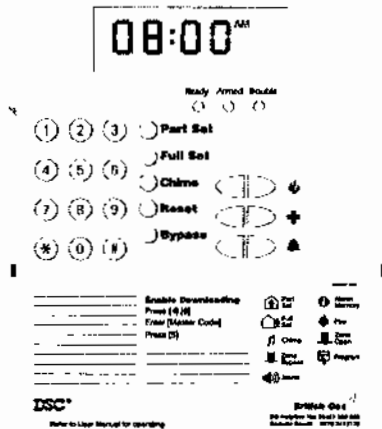 08:00 AM
Ready Armed Trouble
1 2 3 Part Set
Full Set
4 5 6
Chime
7 8 9 Reset
* 0 # Bypass
Enable Downloading
Press [*]
Enter [Master Code]
Press [5]
Part Set
Alarm Memory
Full Set
Fire
Chime
Zone Open
Zone Bypass
Program
DSC
British Gas
Refer to User Manual for operating